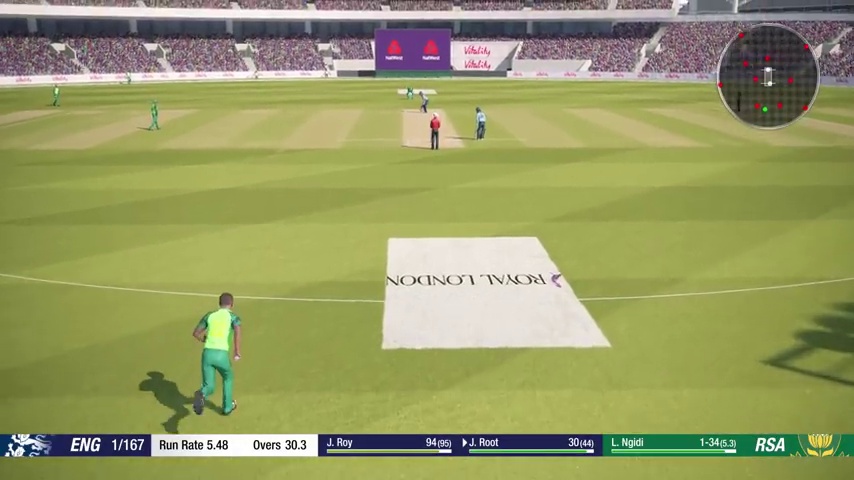 NatWest NatWest
Vitality
Vitality
ROYAL LONDON
ENG 1/167 Run Rate 5.48 Overs 30.3 J. Roy 94(95) J. Root 30(44) L. Ngidi 1-34(5.3) RSA